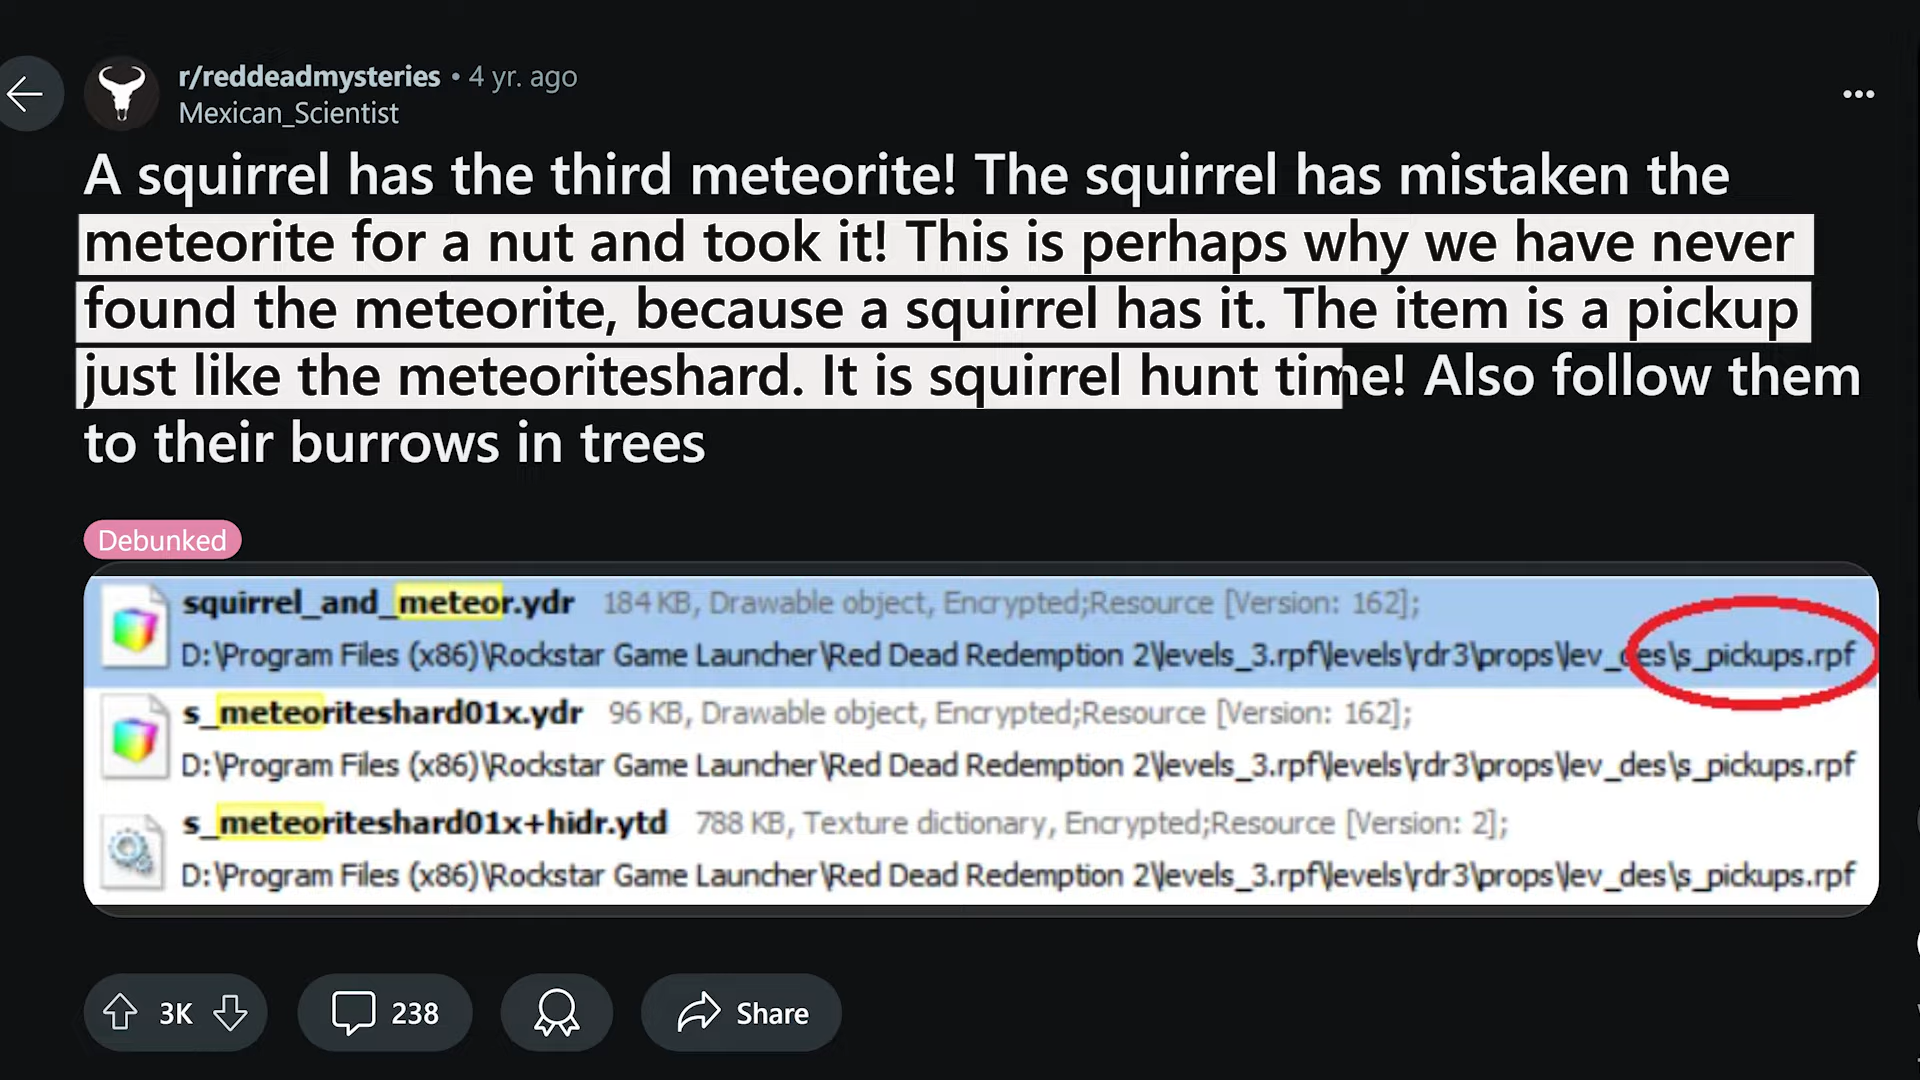 r/reddeadmysteries • 4 yr. ago
Mexican_Scientist
A squirrel has the third meteorite! The squirrel has mistaken the
meteorite for a nut and took it! This is perhaps why we have never
found the meteorite, because a squirrel has it. The item is a pickup
just like the meteoriteshard. It is squirrel hunt time! Also follow them
to their burrows in trees
Debunked
squirrel_and_meteor.ydr 184 KB, Drawable object, Encrypted;Resource [Version: 162];
D:\Program Files (x86)\Rockstar Game Launcher\Red Dead Redemption 2\levels_3.rpf\levels\rdr3\props\lev_des\s_pickups.rpf
s_meteoriteshard01x.ydr 96 KB, Drawable object, Encrypted;Resource [Version: 162];
D:\Program Files (x86)\Rockstar Game Launcher\Red Dead Redemption 2\levels_3.rpf\levels\rdr3\props\lev_des\s_pickups.rpf
s_meteoriteshard01x+hidr.ytd 788 KB, Texture dictionary, Encrypted;Resource [Version: 2];
D:\Program Files (x86)\Rockstar Game Launcher\Red Dead Redemption 2\levels_3.rpf\levels\rdr3\props\lev_des\s_pickups.rpf
3K 238 Share